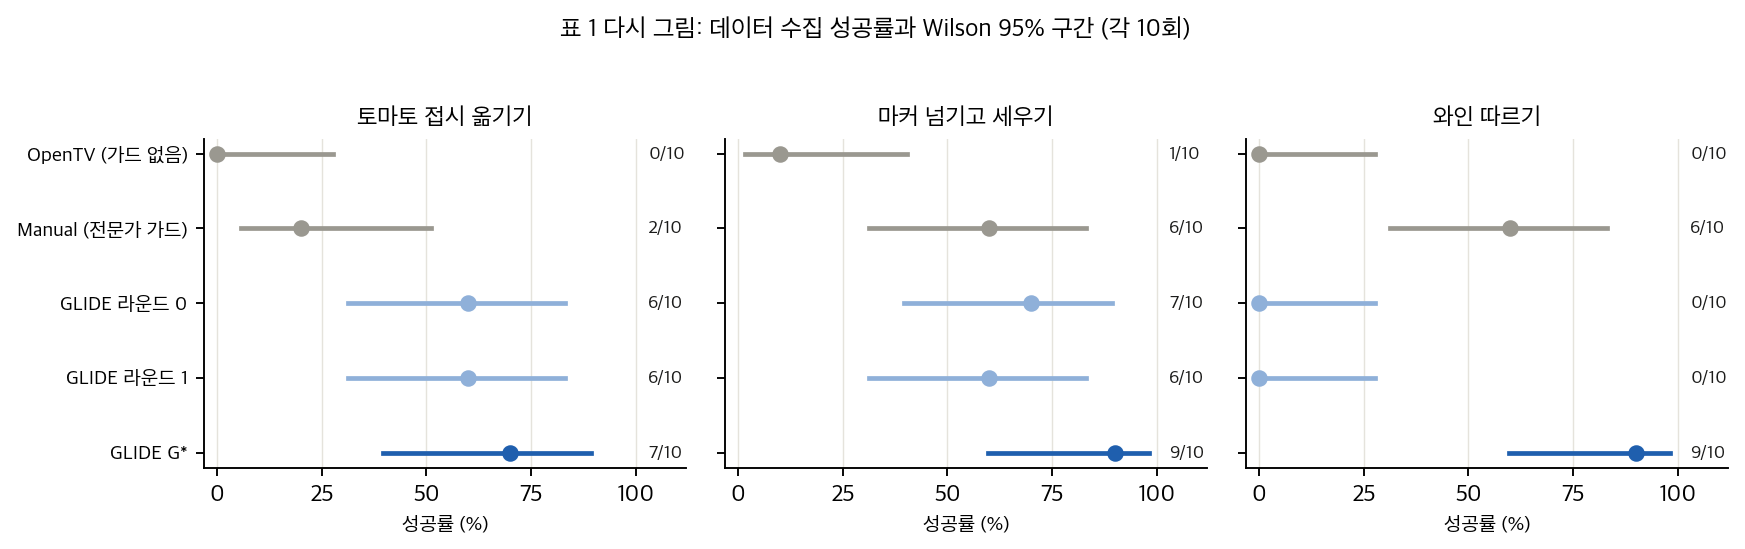 표 1 다시 그림: 데이터 수집 성공률과 Wilson 95% 구간 (각 10회)
토마토 접시 옮기기
마커 넘기고 세우기
와인 따르기
OpenTV (가드 없음)
0/10
1/10
0/10
Manual (전문가 가드)
2/10
6/10
6/10
GLIDE 라운드 0
6/10
7/10
0/10
GLIDE 라운드 1
6/10
6/10
0/10
GLIDE G*
7/10
9/10
9/10
0 25 50 75 100
0 25 50 75 100
0 25 50 75 100
성공률 (%)
성공률 (%)
성공률 (%)